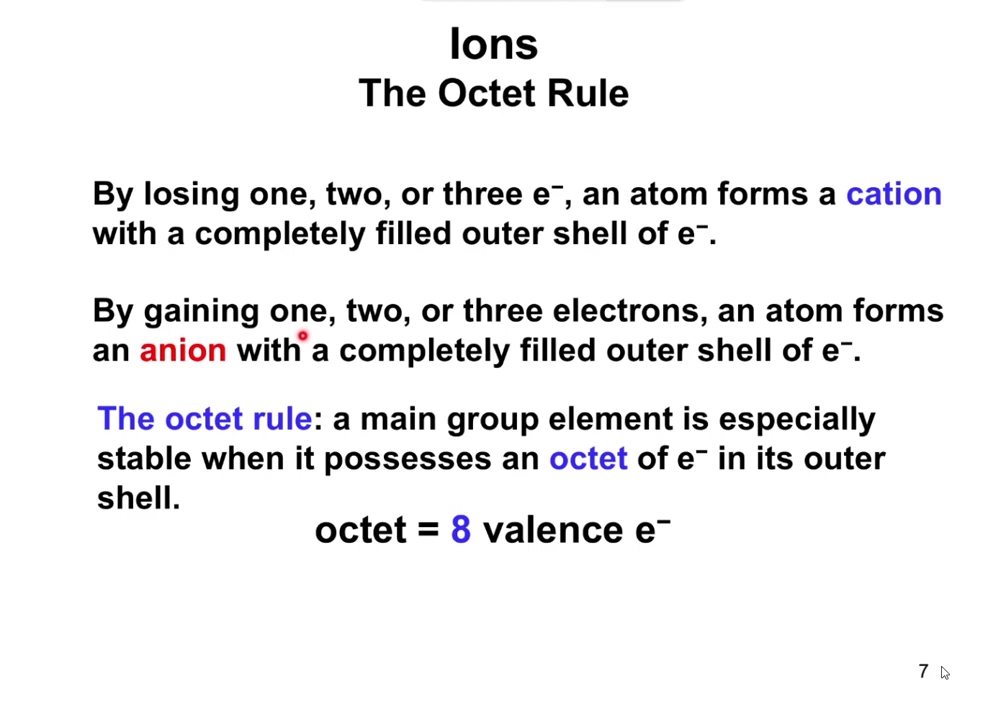 Ions
The Octet Rule
By losing one, two, or three e⁻, an atom forms a cation
with a completely filled outer shell of e⁻.
By gaining one, two, or three electrons, an atom forms
an anion with a completely filled outer shell of e⁻.
The octet rule: a main group element is especially
stable when it possesses an octet of e⁻ in its outer
shell.
octet = 8 valence e⁻
7